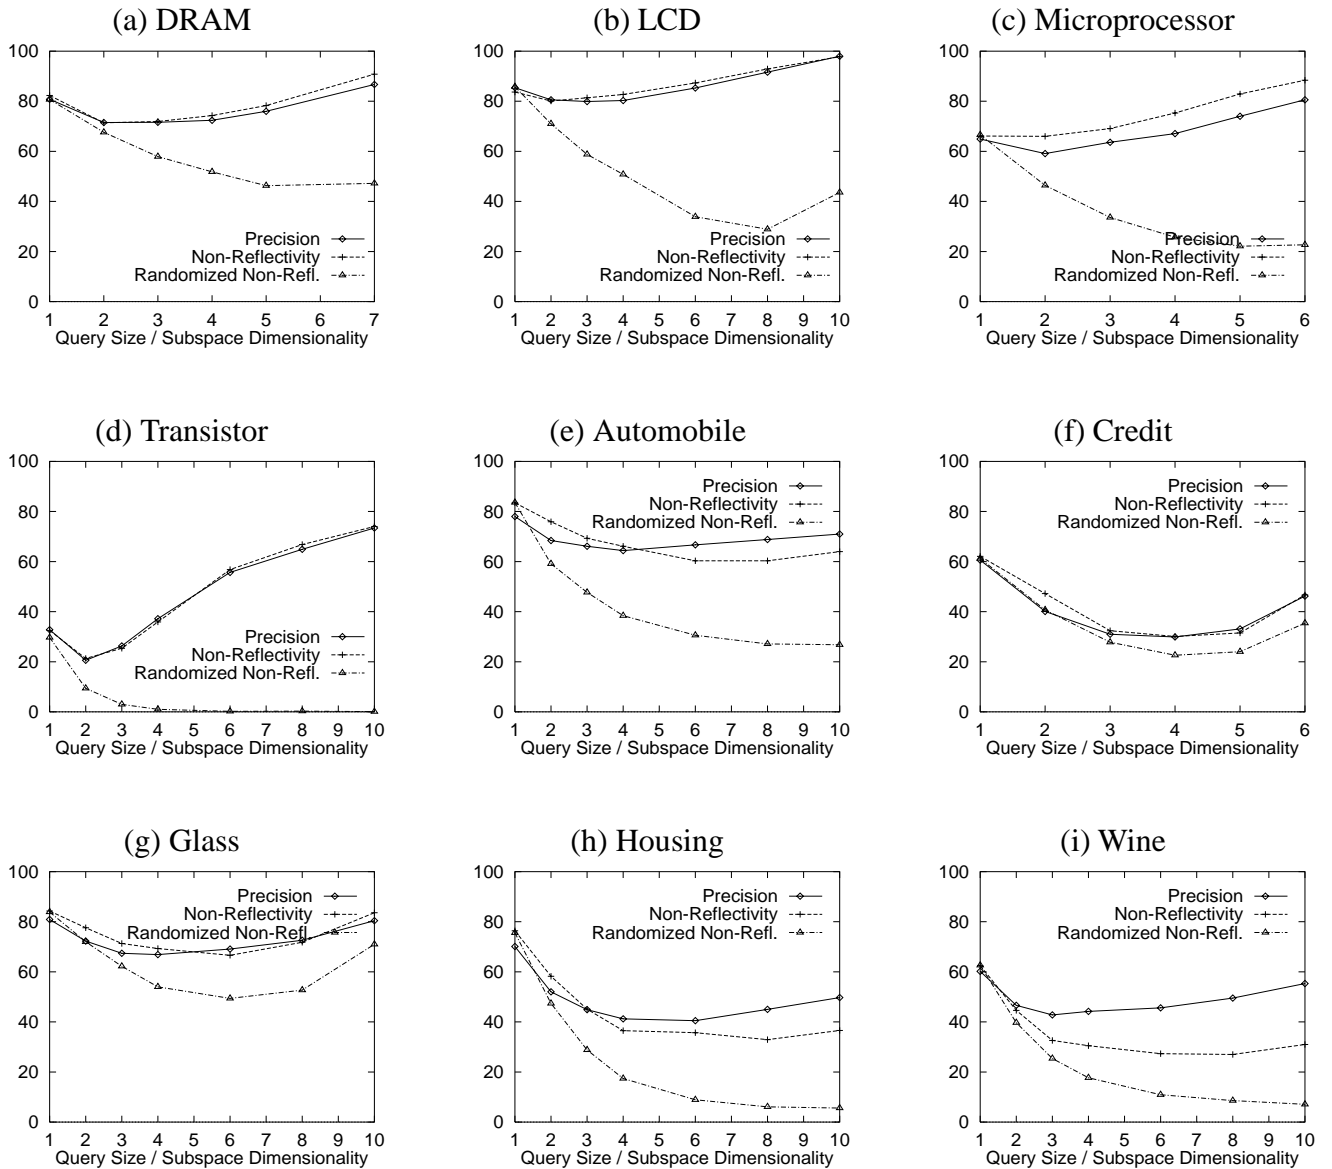 (a) DRAM
100
80
60
40
20
0
Precision
Non-Reflectivity
Randomized Non-Refl.
1 2 3 4 5 6 7
Query Size / Subspace Dimensionality
(b) LCD
100
80
60
40
20
0
Precision
Non-Reflectivity
Randomized Non-Refl.
1 2 3 4 5 6 7 8 9 10
Query Size / Subspace Dimensionality
(c) Microprocessor
100
80
60
40
20
0
Precision
Non-Reflectivity
Randomized Non-Refl.
1 2 3 4 5 6
Query Size / Subspace Dimensionality
(d) Transistor
100
80
60
40
20
0
Precision
Non-Reflectivity
Randomized Non-Refl.
1 2 3 4 5 6 7 8 9 10
Query Size / Subspace Dimensionality
(e) Automobile
100
80
60
40
20
0
Precision
Non-Reflectivity
Randomized Non-Refl.
1 2 3 4 5 6 7 8 9 10
Query Size / Subspace Dimensionality
(f) Credit
100
80
60
40
20
0
Precision
Non-Reflectivity
Randomized Non-Refl.
1 2 3 4 5 6
Query Size / Subspace Dimensionality
(g) Glass
100
80
60
40
20
0
Precision
Non-Reflectivity
Randomized Non-Refl.
1 2 3 4 5 6 7 8 9 10
Query Size / Subspace Dimensionality
(h) Housing
100
80
60
40
20
0
Precision
Non-Reflectivity
Randomized Non-Refl.
1 2 3 4 5 6 7 8 9 10
Query Size / Subspace Dimensionality
(i) Wine
100
80
60
40
20
0
Precision
Non-Reflectivity
Randomized Non-Refl.
1 2 3 4 5 6 7 8 9 10
Query Size / Subspace Dimensionality